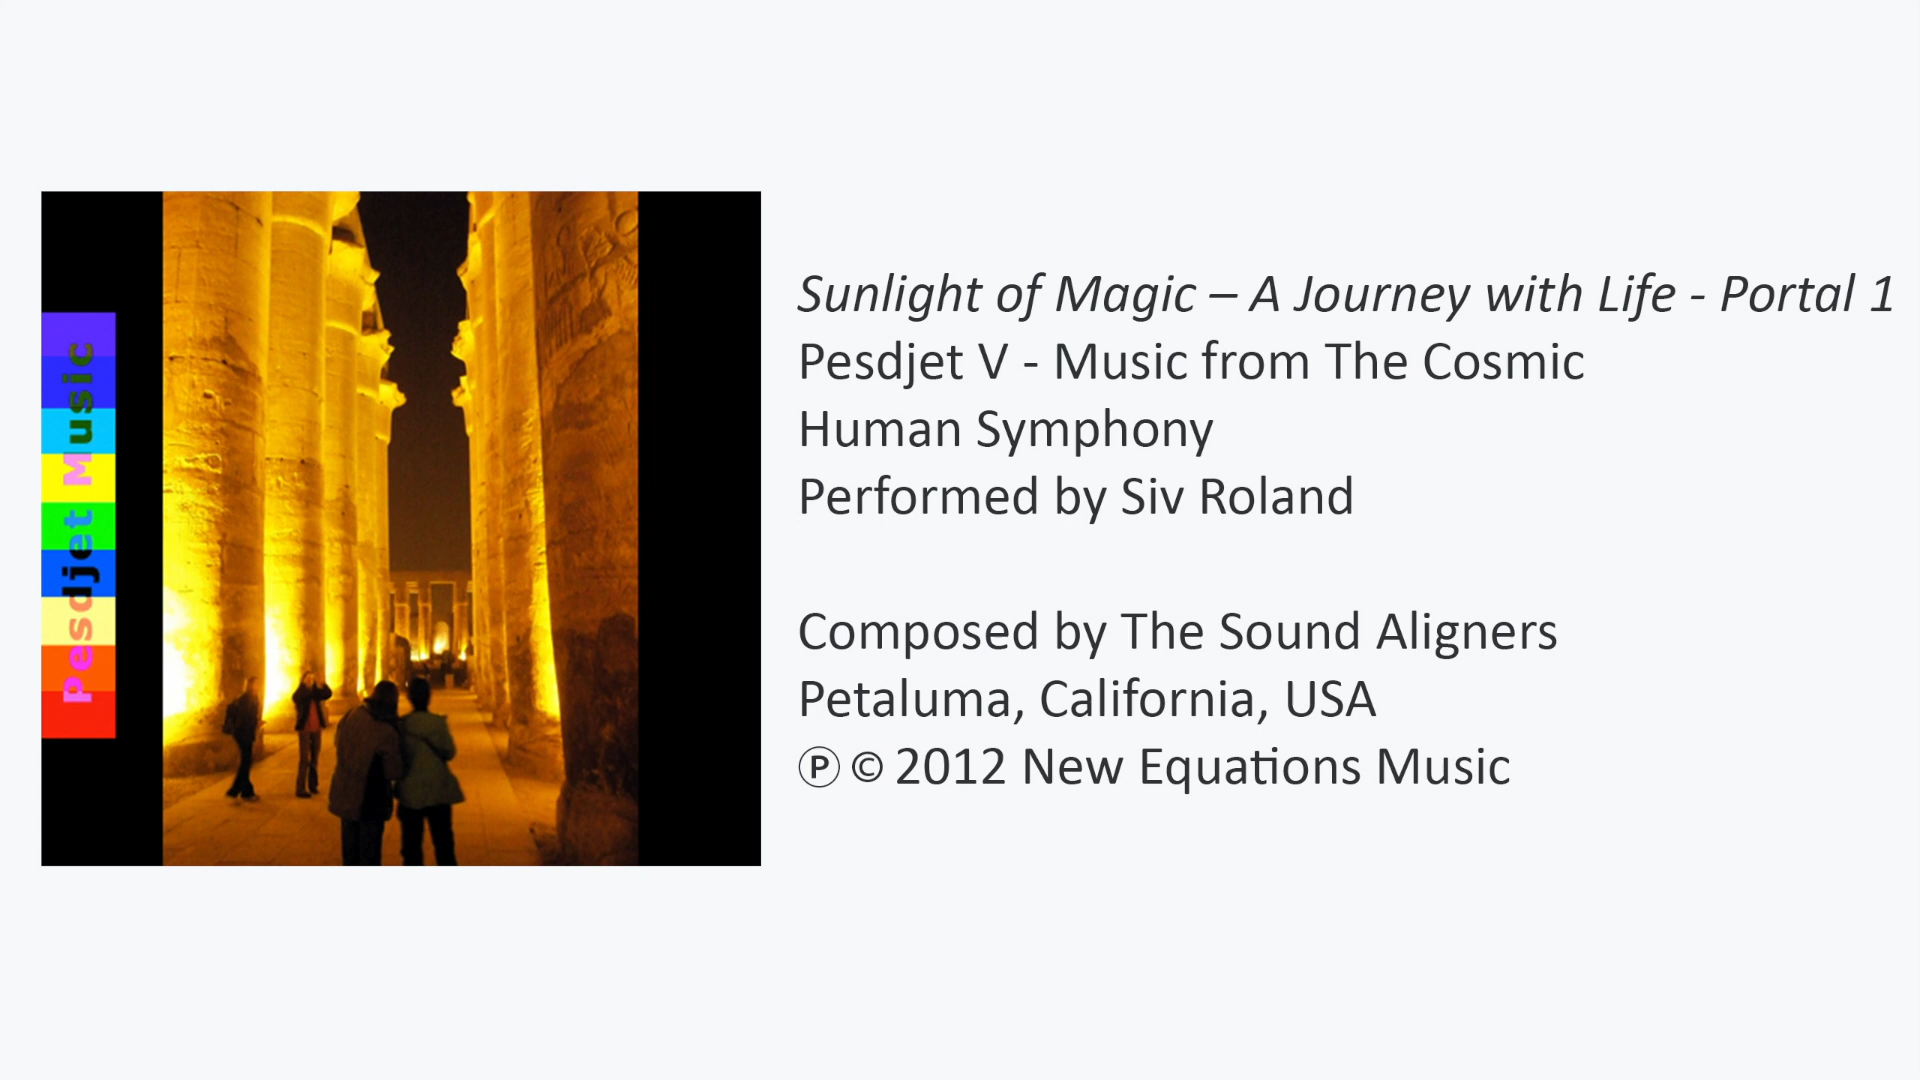 Pesdjet Music
Sunlight of Magic – A Journey with Life - Portal 1
Pesdjet V - Music from The Cosmic
Human Symphony
Performed by Siv Roland
Composed by The Sound Aligners
Petaluma, California, USA
Ⓟ © 2012 New Equations Music